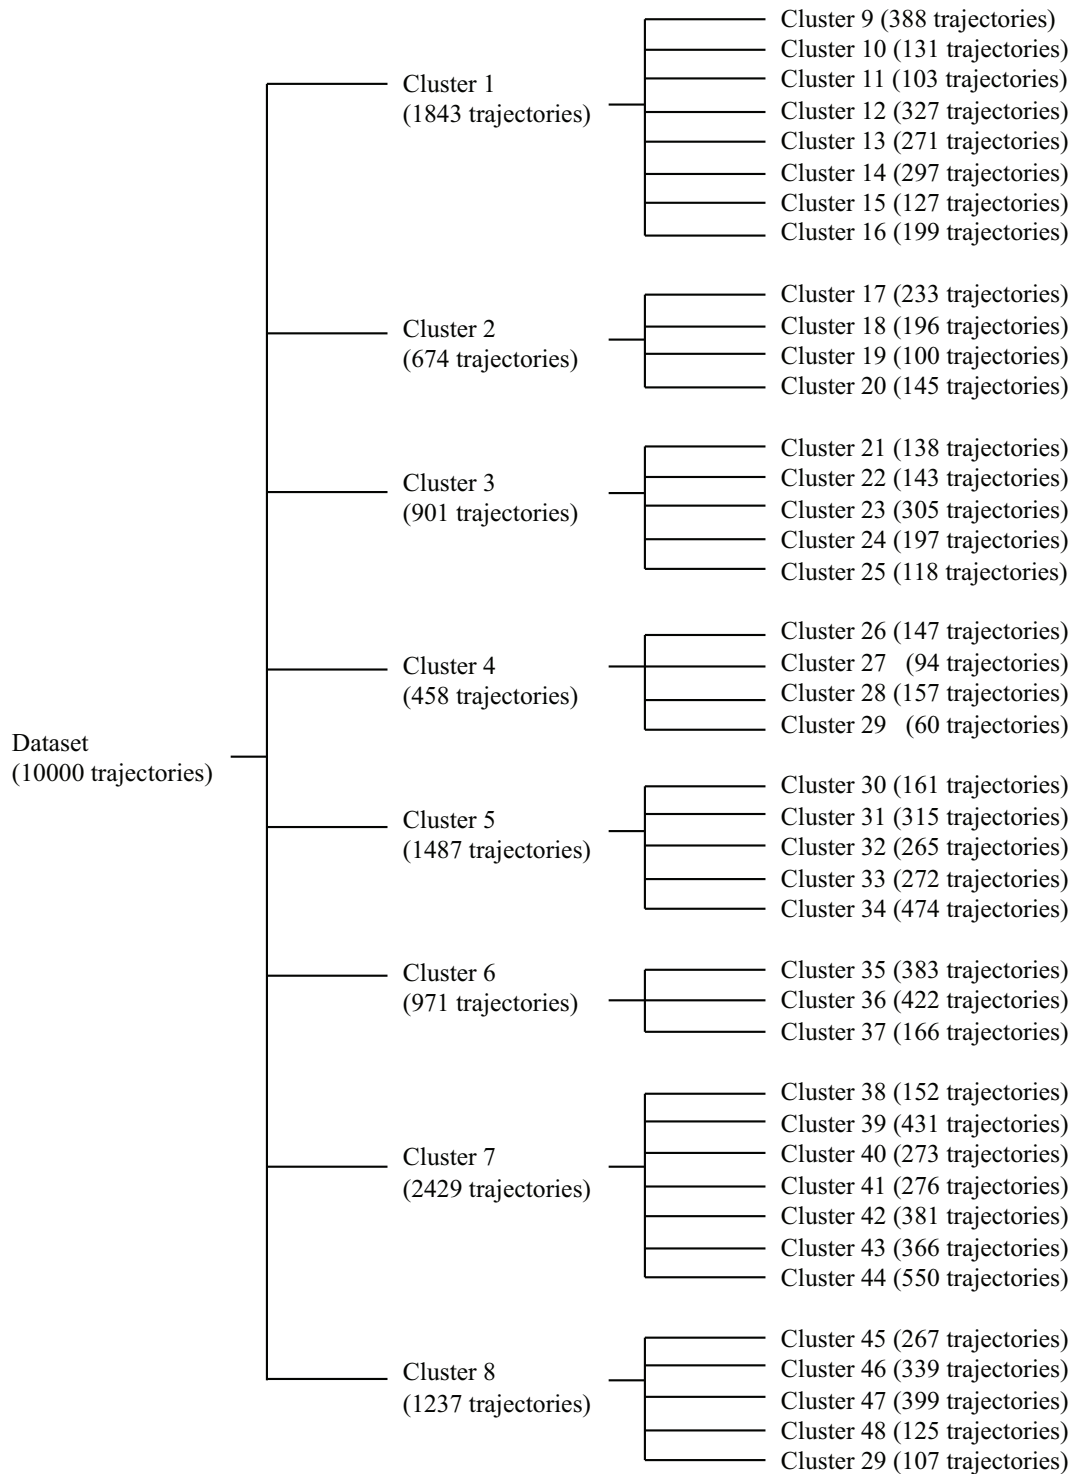 Dataset
(10000 trajectories)
Cluster 1
(1843 trajectories)
Cluster 9 (388 trajectories)
Cluster 10 (131 trajectories)
Cluster 11 (103 trajectories)
Cluster 12 (327 trajectories)
Cluster 13 (271 trajectories)
Cluster 14 (297 trajectories)
Cluster 15 (127 trajectories)
Cluster 16 (199 trajectories)
Cluster 2
(674 trajectories)
Cluster 17 (233 trajectories)
Cluster 18 (196 trajectories)
Cluster 19 (100 trajectories)
Cluster 20 (145 trajectories)
Cluster 3
(901 trajectories)
Cluster 21 (138 trajectories)
Cluster 22 (143 trajectories)
Cluster 23 (305 trajectories)
Cluster 24 (197 trajectories)
Cluster 25 (118 trajectories)
Cluster 4
(458 trajectories)
Cluster 26 (147 trajectories)
Cluster 27 (94 trajectories)
Cluster 28 (157 trajectories)
Cluster 29 (60 trajectories)
Cluster 5
(1487 trajectories)
Cluster 30 (161 trajectories)
Cluster 31 (315 trajectories)
Cluster 32 (265 trajectories)
Cluster 33 (272 trajectories)
Cluster 34 (474 trajectories)
Cluster 6
(971 trajectories)
Cluster 35 (383 trajectories)
Cluster 36 (422 trajectories)
Cluster 37 (166 trajectories)
Cluster 7
(2429 trajectories)
Cluster 38 (152 trajectories)
Cluster 39 (431 trajectories)
Cluster 40 (273 trajectories)
Cluster 41 (276 trajectories)
Cluster 42 (381 trajectories)
Cluster 43 (366 trajectories)
Cluster 44 (550 trajectories)
Cluster 8
(1237 trajectories)
Cluster 45 (267 trajectories)
Cluster 46 (339 trajectories)
Cluster 47 (399 trajectories)
Cluster 48 (125 trajectories)
Cluster 29 (107 trajectories)